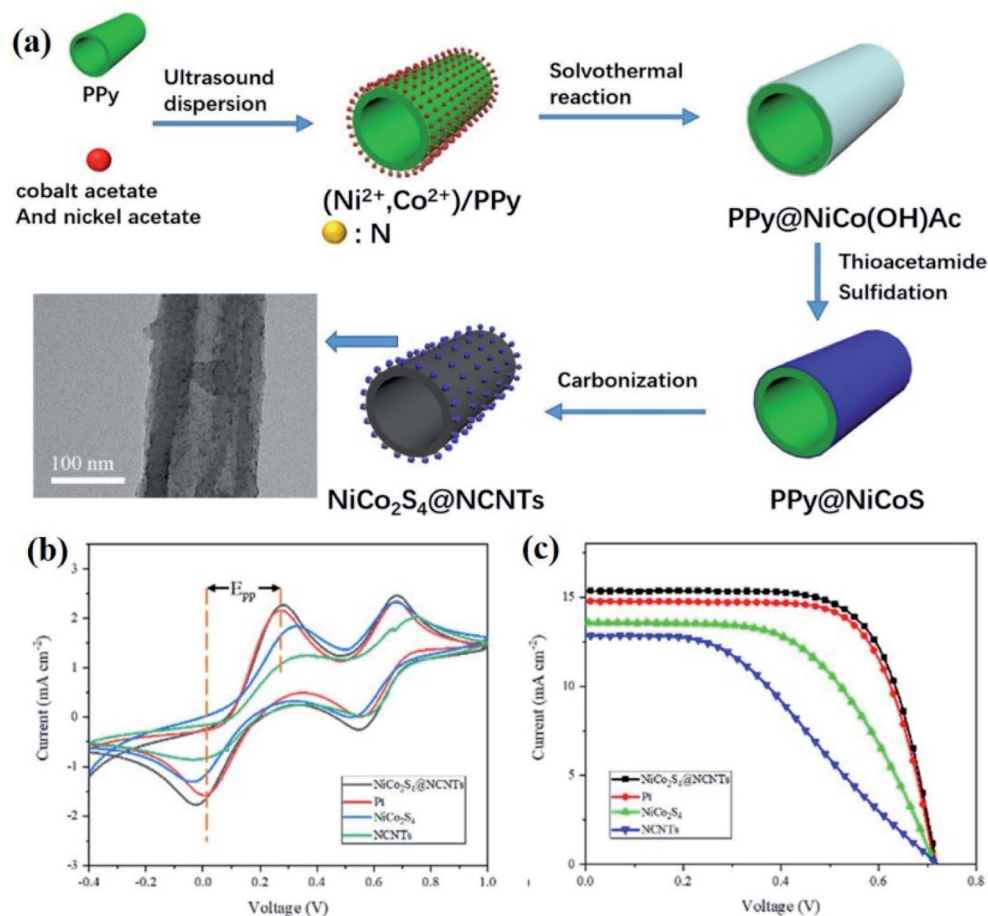 (a)
PPy
Ultrasound
dispersion
Solvothermal
reaction
cobalt acetate
And nickel acetate
(Ni²⁺,Co²⁺)/PPy
: N
PPy@NiCo(OH)Ac
Thioacetamide
Sulfidation
100 nm
Carbonization
NiCo₂S₄@NCNTs
PPy@NiCoS
(b)
3
2
1
0
-1
-2
-3
Current (mA cm⁻²)
Epp
NiCo₂S₄@NCNTs
Pt
NiCo₂S₄
NCNTs
-0.4 -0.2 0.0 0.2 0.4 0.6 0.8 1.0
Voltage (V)
(c)
15
10
5
0
Current (mA cm⁻²)
NiCo₂S₄@NCNTs
Pt
NiCo₂S₄
NCNTs
0.0 0.2 0.4 0.6 0.8
Voltage (V)